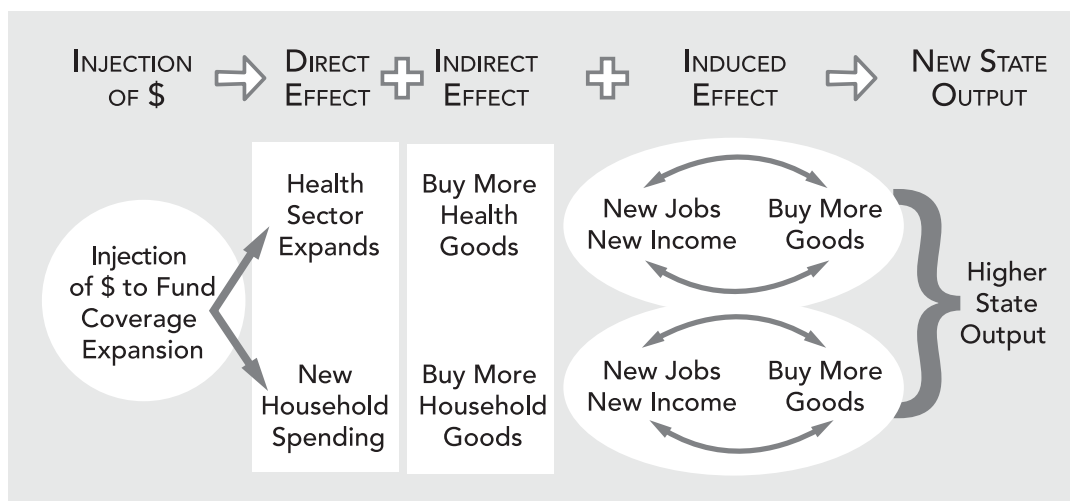 INJECTION
OF $
DIRECT
EFFECT
INDIRECT
EFFECT
INDUCED
EFFECT
NEW STATE
OUTPUT
Injection
of $ to Fund
Coverage
Expansion
Health
Sector
Expands
Buy More
Health
Goods
New Jobs
New Income
Buy More
Goods
New
Household
Spending
Buy More
Household
Goods
New Jobs
New Income
Buy More
Goods
Higher
State
Output